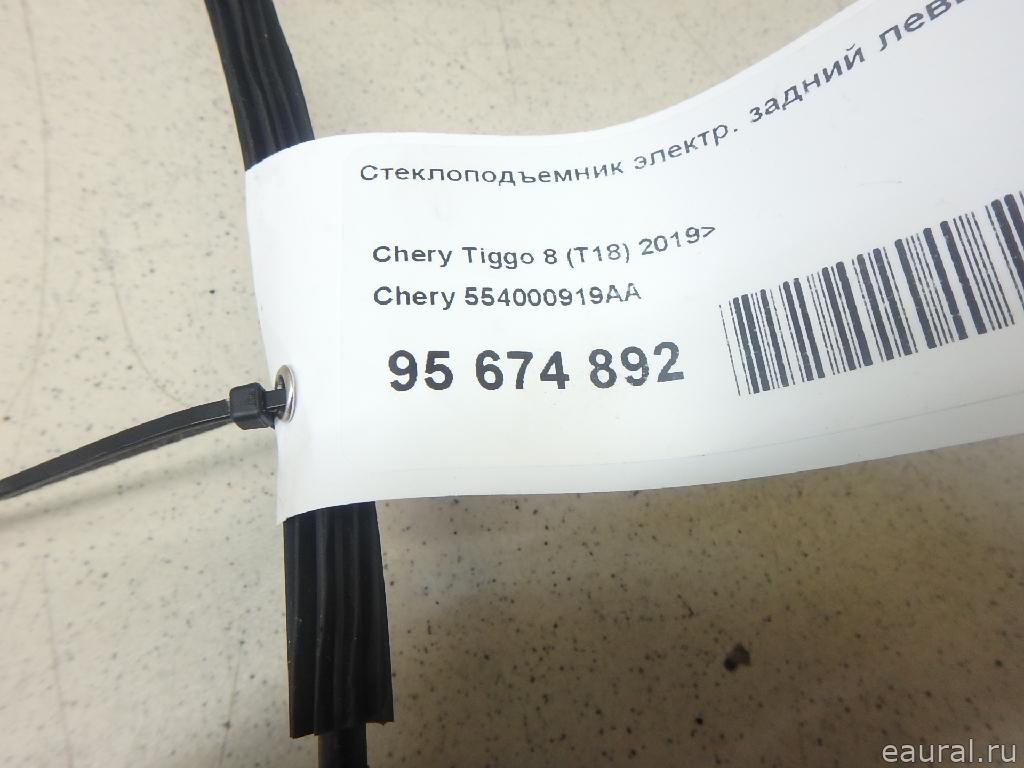 Стеклоподъемник электр. задний
Chery Tiggo 8 (T18) 2019>
Chery 554000919AA
95 674 892
eaural.ru